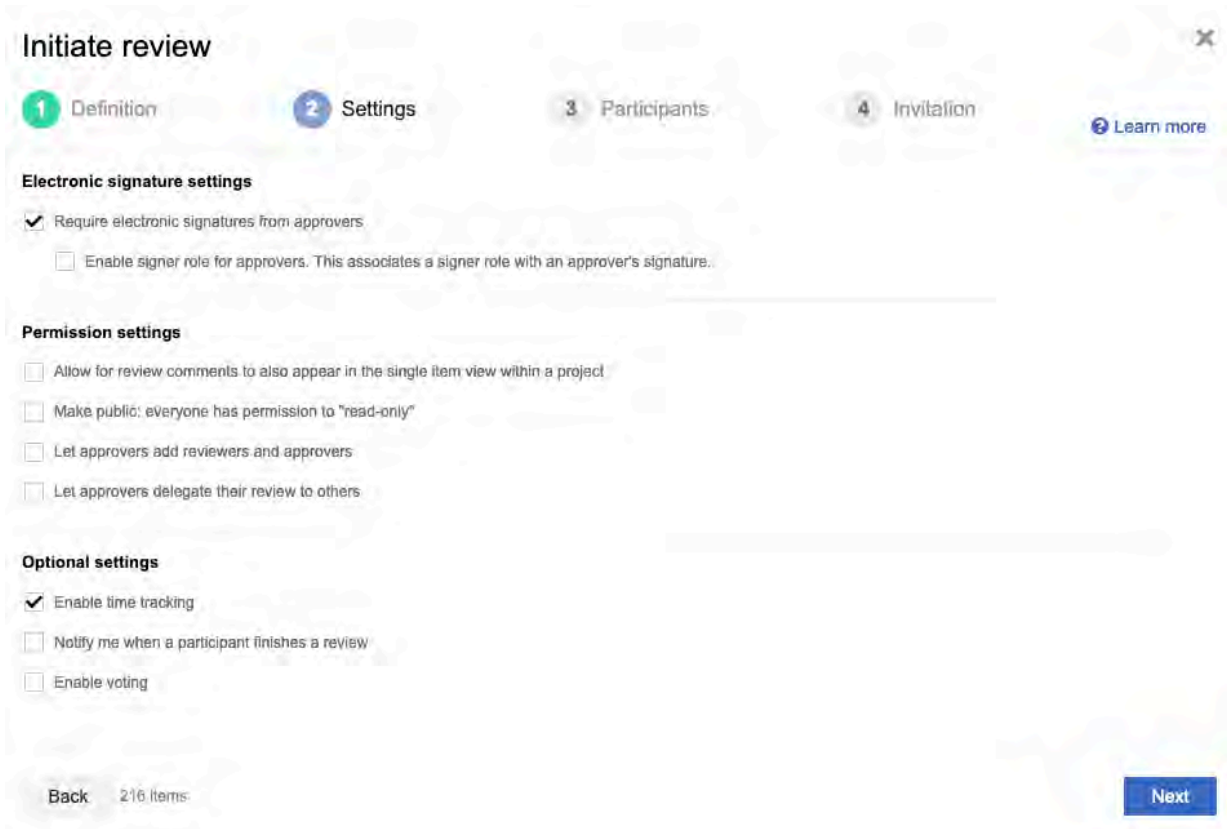 Initiate review
1 Definition 2 Settings 3 Participants 4 Invitation
Learn more
Electronic signature settings
Require electronic signatures from approvers
Enable signer role for approvers. This associates a signer role with an approver's signature.
Permission settings
Allow for review comments to also appear in the single item view within a project
Make public: everyone has permission to "read-only"
Let approvers add reviewers and approvers
Let approvers delegate their review to others
Optional settings
Enable time tracking
Notify me when a participant finishes a review
Enable voting
Back 216 items Next